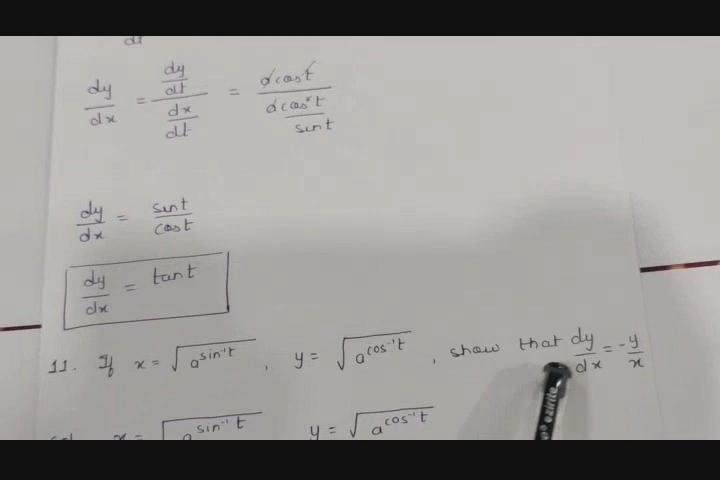 dt
dy/dx = (dy/dt)/(dx/dt) = (a cos t)/(a cos² t/sin t)
dy/dx = sin t/cos t
dy/dx = tan t
11. If x = √(a^(sin⁻¹t)) , y = √(a^(cos⁻¹t)) , show that dy/dx = -y/x
x = √(a^(sin⁻¹t)) y = √(a^(cos⁻¹t))